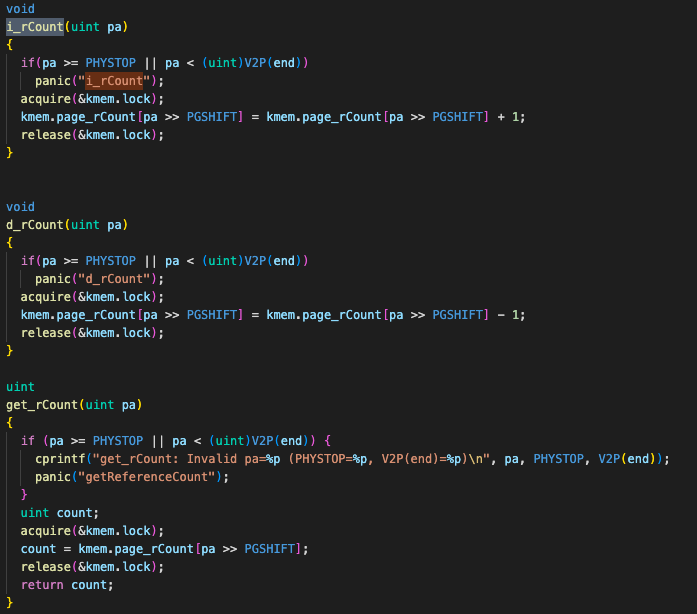 void
i_rCount(uint pa)
{
  if(pa >= PHYSTOP || pa < (uint)V2P(end))
    panic("i_rCount");
  acquire(&kmem.lock);
  kmem.page_rCount[pa >> PGSHIFT] = kmem.page_rCount[pa >> PGSHIFT] + 1;
  release(&kmem.lock);
}
void
d_rCount(uint pa)
{
  if(pa >= PHYSTOP || pa < (uint)V2P(end))
    panic("d_rCount");
  acquire(&kmem.lock);
  kmem.page_rCount[pa >> PGSHIFT] = kmem.page_rCount[pa >> PGSHIFT] - 1;
  release(&kmem.lock);
}
uint
get_rCount(uint pa)
{
  if (pa >= PHYSTOP || pa < (uint)V2P(end)) {
    cprintf("get_rCount: Invalid pa=%p (PHYSTOP=%p, V2P(end)=%p)\n", pa, PHYSTOP, V2P(end));
    panic("getReferenceCount");
  }
  uint count;
  acquire(&kmem.lock);
  count = kmem.page_rCount[pa >> PGSHIFT];
  release(&kmem.lock);
  return count;
}